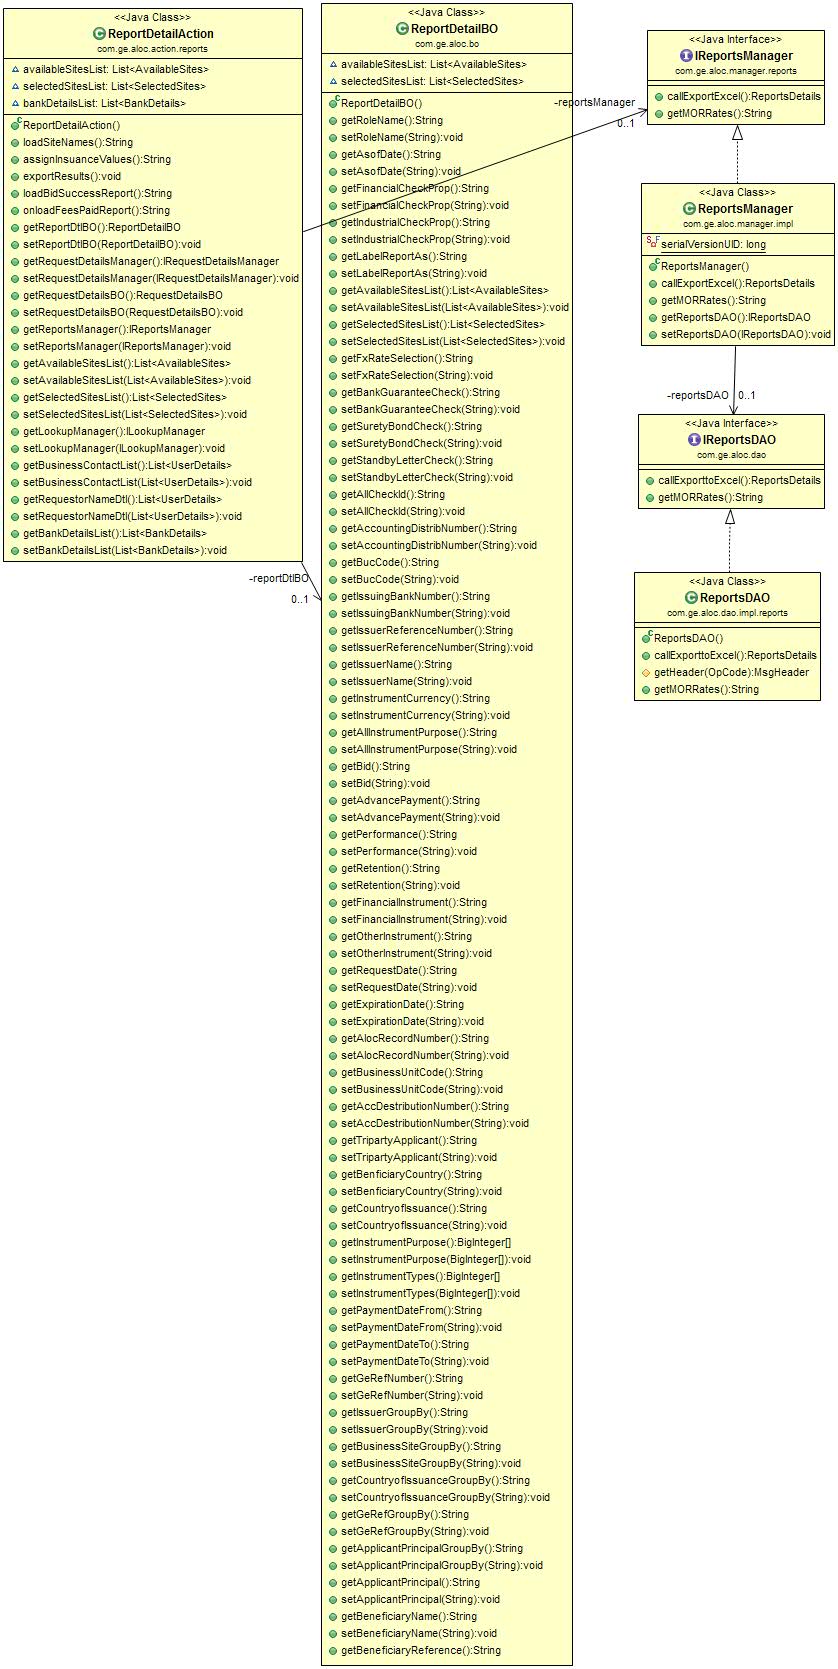 <<Java Class>>
ReportDetailAction
com.ge.aloc.action.reports
availableSitesList: List<AvailableSites>
selectedSitesList: List<SelectedSites>
bankDetailsList: List<BankDetails>
ReportDetailAction()
loadSiteNames():String
assignInsuanceValues():String
exportResults():void
loadBidSuccessReport():String
onloadFeesPaidReport():String
getReportDtlBO():ReportDetailBO
setReportDtlBO(ReportDetailBO):void
getRequestDetailsManager():IRequestDetailsManager
setRequestDetailsManager(IRequestDetailsManager):void
getRequestDetailsBO():RequestDetailsBO
setRequestDetailsBO(RequestDetailsBO):void
getReportsManager():IReportsManager
setReportsManager(IReportsManager):void
getAvailableSitesList():List<AvailableSites>
setAvailableSitesList(List<AvailableSites>):void
getSelectedSitesList():List<SelectedSites>
setSelectedSitesList(List<SelectedSites>):void
getLookupManager():ILookupManager
setLookupManager(ILookupManager):void
getBusinessContactList():List<UserDetails>
setBusinessContactList(List<UserDetails>):void
getRequestorNameDtl():List<UserDetails>
setRequestorNameDtl(List<UserDetails>):void
getBankDetailsList():List<BankDetails>
setBankDetailsList(List<BankDetails>):void
-reportDtlBO
0..1
<<Java Class>>
ReportDetailBO
com.ge.aloc.bo
availableSitesList: List<AvailableSites>
selectedSitesList: List<SelectedSites>
ReportDetailBO()
getRoleName():String
setRoleName(String):void
getAsofDate():String
setAsofDate(String):void
getFinancialCheckProp():String
setFinancialCheckProp(String):void
getIndustrialCheckProp():String
setIndustrialCheckProp(String):void
getLabelReportAs():String
setLabelReportAs(String):void
getAvailableSitesList():List<AvailableSites>
setAvailableSitesList(List<AvailableSites>):void
getSelectedSitesList():List<SelectedSites>
setSelectedSitesList(List<SelectedSites>):void
getFxRateSelection():String
setFxRateSelection(String):void
getBankGuaranteeCheck():String
setBankGuaranteeCheck(String):void
getSuretyBondCheck():String
setSuretyBondCheck(String):void
getStandbyLetterCheck():String
setStandbyLetterCheck(String):void
getAllCheckId():String
setAllCheckId(String):void
getAccountingDistribNumber():String
setAccountingDistribNumber(String):void
getBucCode():String
setBucCode(String):void
getIssuingBankNumber():String
setIssuingBankNumber(String):void
getIssuerReferenceNumber():String
setIssuerReferenceNumber(String):void
getIssuerName():String
setIssuerName(String):void
getInstrumentCurrency():String
setInstrumentCurrency(String):void
getAllInstrumentPurpose():String
setAllInstrumentPurpose(String):void
getBid():String
setBid(String):void
getAdvancePayment():String
setAdvancePayment(String):void
getPerformance():String
setPerformance(String):void
getRetention():String
setRetention(String):void
getFinancialInstrument():String
setFinancialInstrument(String):void
getOtherInstrument():String
setOtherInstrument(String):void
getRequestDate():String
setRequestDate(String):void
getExpirationDate():String
setExpirationDate(String):void
getAlocRecordNumber():String
setAlocRecordNumber(String):void
getBusinessUnitCode():String
setBusinessUnitCode(String):void
getAccDestributionNumber():String
setAccDestributionNumber(String):void
getTripartyApplicant():String
setTripartyApplicant(String):void
getBenficiaryCountry():String
setBenficiaryCountry(String):void
getCountryofIssuance():String
setCountryofIssuance(String):void
getInstrumentPurpose():BigInteger[]
setInstrumentPurpose(BigInteger[]):void
getInstrumentTypes():BigInteger[]
setInstrumentTypes(BigInteger[]):void
getPaymentDateFrom():String
setPaymentDateFrom(String):void
getPaymentDateTo():String
setPaymentDateTo(String):void
getGeRefNumber():String
setGeRefNumber(String):void
getIssuerGroupBy():String
setIssuerGroupBy(String):void
getBusinessSiteGroupBy():String
setBusinessSiteGroupBy(String):void
getCountryofIssuanceGroupBy():String
setCountryofIssuanceGroupBy(String):void
getGeRefGroupBy():String
setGeRefGroupBy(String):void
getApplicantPrincipalGroupBy():String
setApplicantPrincipalGroupBy(String):void
getApplicantPrincipal():String
setApplicantPrincipal(String):void
getBeneficiaryName():String
setBeneficiaryName(String):void
getBeneficiaryReference():String
-reportsManager
0..1
<<Java Interface>>
IReportsManager
com.ge.aloc.manager.reports
callExportExcel():ReportsDetails
getMORRates():String
<<Java Class>>
ReportsManager
com.ge.aloc.manager.impl
serialVersionUID: long
ReportsManager()
callExportExcel():ReportsDetails
getMORRates():String
getReportsDAO():IReportsDAO
setReportsDAO(IReportsDAO):void
-reportsDAO 0..1
<<Java Interface>>
IReportsDAO
com.ge.aloc.dao
callExporttoExcel():ReportsDetails
getMORRates():String
<<Java Class>>
ReportsDAO
com.ge.aloc.dao.impl.reports
ReportsDAO()
callExporttoExcel():ReportsDetails
getHeader(OpCode):MsgHeader
getMORRates():String